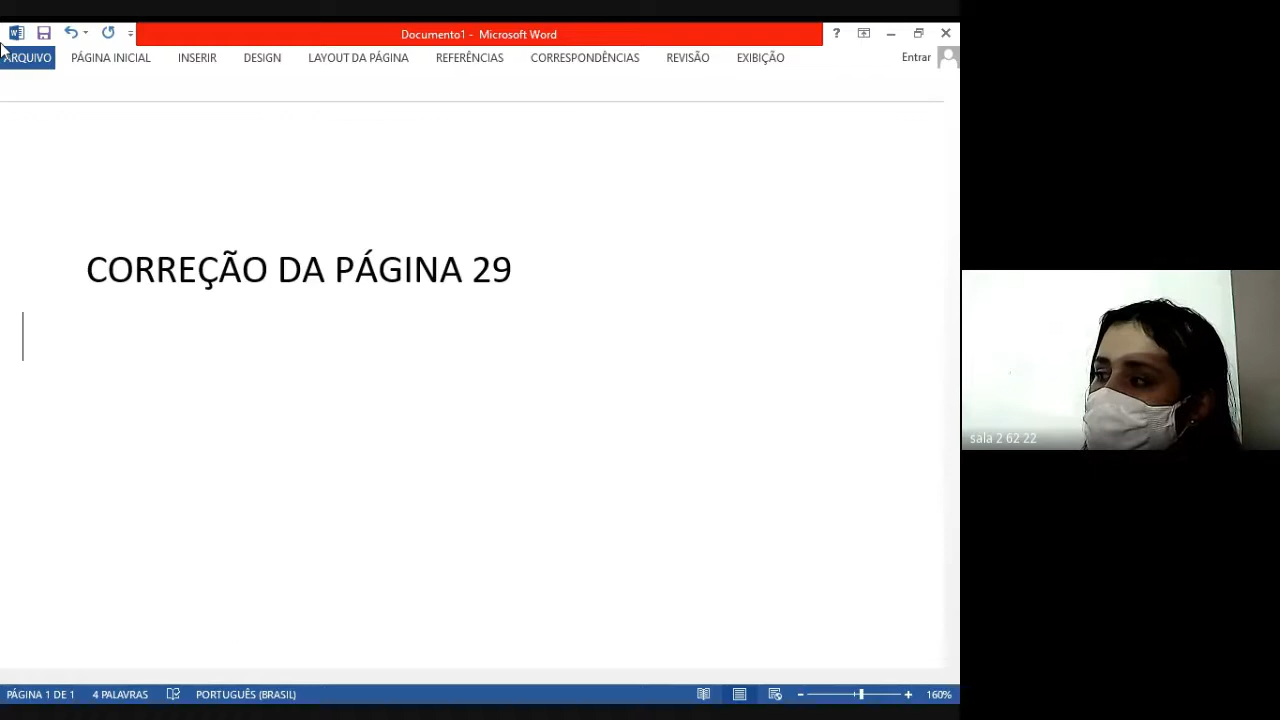 Documento1 - Microsoft Word
?
ARQUIVO PÁGINA INICIAL INSERIR DESIGN LAYOUT DA PÁGINA REFERÊNCIAS CORRESPONDÊNCIAS REVISÃO EXIBIÇÃO Entrar
CORREÇÃO DA PÁGINA 29
sala 2 62 22
PÁGINA 1 DE 1 4 PALAVRAS PORTUGUÊS (BRASIL) 160%